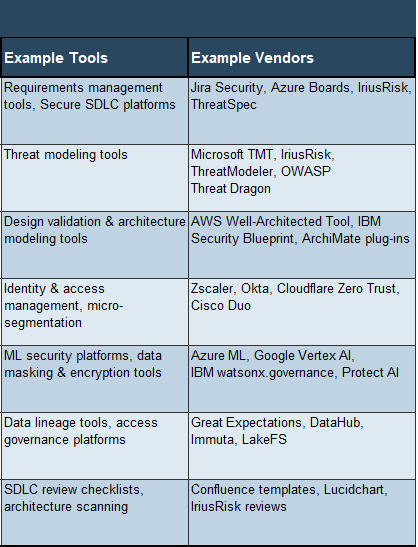 Example Tools
Example Vendors
Requirements management
tools, Secure SDLC platforms
Jira Security, Azure Boards, IriusRisk,
ThreatSpec
Threat modeling tools
Microsoft TMT, IriusRisk,
ThreatModeler, OWASP
Threat Dragon
Design validation & architecture
modeling tools
AWS Well-Architected Tool, IBM
Security Blueprint, ArchiMate plug-ins
Identity & access
management, micro-
segmentation
Zscaler, Okta, Cloudflare Zero Trust,
Cisco Duo
ML security platforms, data
masking & encryption tools
Azure ML, Google Vertex AI,
IBM watsonx.governance, Protect AI
Data lineage tools, access
governance platforms
Great Expectations, DataHub,
Immuta, LakeFS
SDLC review checklists,
architecture scanning
Confluence templates, Lucidchart,
IriusRisk reviews